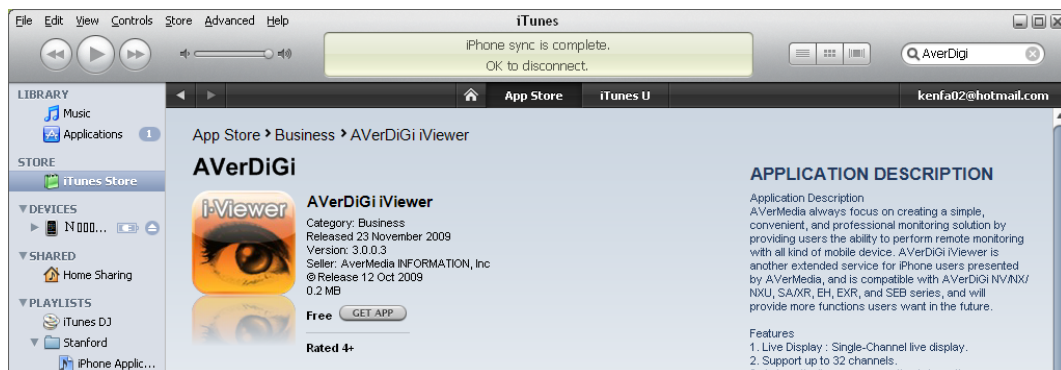 File Edit View Controls Store Advanced Help
iTunes
iPhone sync is complete.
OK to disconnect.
AverDigi
LIBRARY
Music
Applications 1
STORE
iTunes Store
DEVICES
SHARED
Home Sharing
PLAYLISTS
iTunes DJ
Stanford
iPhone Applic...
App Store iTunes U kenfa02@hotmail.com
App Store > Business > AVerDiGi iViewer
AVerDiGi
i-Viewer
AVerDiGi iViewer
Category: Business
Released 23 November 2009
Version: 3.0.0.3
Seller: AverMedia INFORMATION, Inc
© Release 12 Oct 2009
0.2 MB
Free GET APP
Rated 4+
APPLICATION DESCRIPTION
Application Description
AVerMedia always focus on creating a simple,
convenient, and professional monitoring solution by
providing users the ability to perform remote monitoring
with all kind of mobile device. AVerDiGi iViewer is
another extended service for iPhone users presented
by AVerMedia, and is compatible with AVerDiGi NV/NX/
NXU, SA/XR, EH, EXR, and SEB series, and will
provide more functions users want in the future.
Features
1. Live Display : Single-Channel live display.
2. Support up to 32 channels.